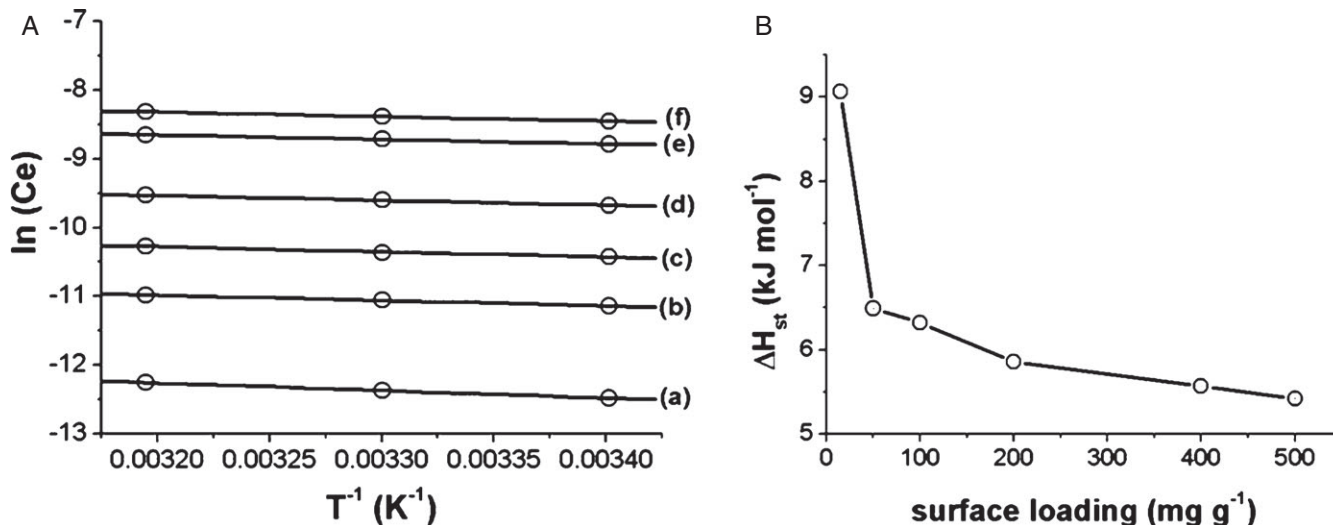 A
-7
-8
-9
-10
-11
-12
-13
ln (Ce)
(f)
(e)
(d)
(c)
(b)
(a)
0.00320 0.00325 0.00330 0.00335 0.00340
T⁻¹ (K⁻¹)
B
9
8
7
6
5
ΔHst (kJ mol⁻¹)
0 100 200 300 400 500
surface loading (mg g⁻¹)